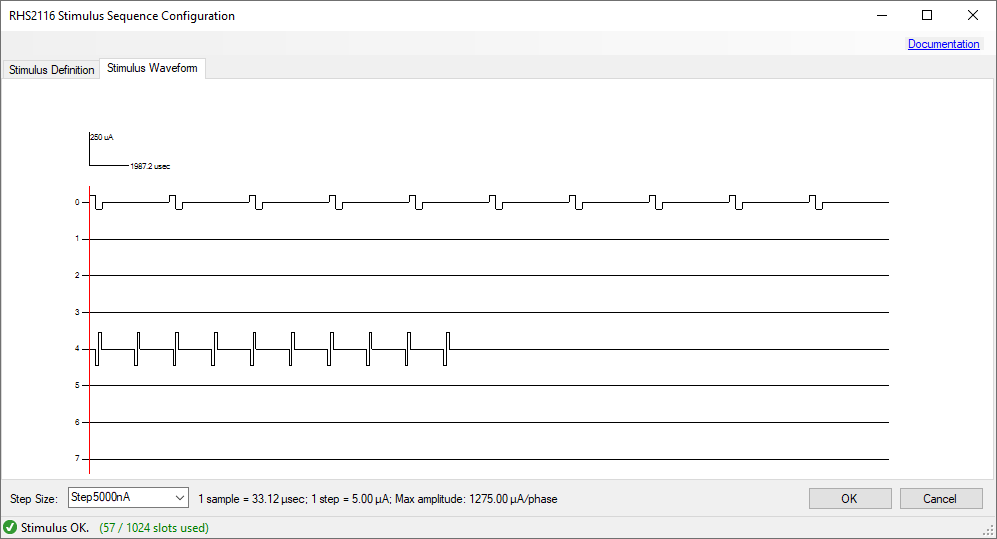 RHS2116 Stimulus Sequence Configuration
Documentation
Stimulus Definition Stimulus Waveform
250 uA
1987.2 usec
0
1
2
3
4
5
6
7
Step Size: Step5000nA 1 sample = 33.12 µsec; 1 step = 5.00 µA; Max amplitude: 1275.00 µA/phase OK Cancel
Stimulus OK. (57 / 1024 slots used)